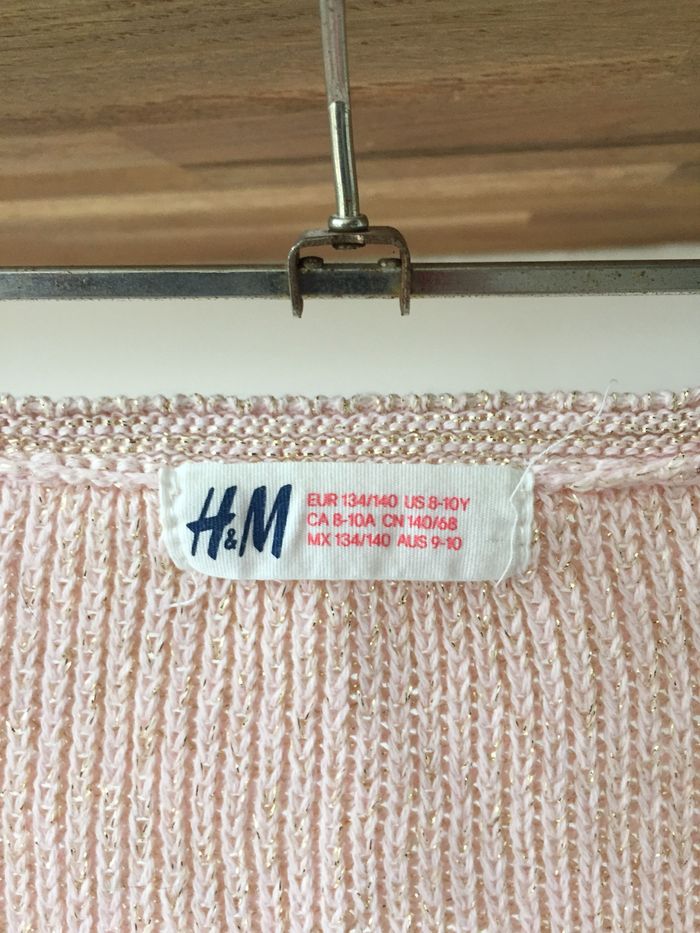 H&M
EUR 134/140 US 8-10Y
CA 8-10A CN 140/68
MX 134/140 AUS 9-10